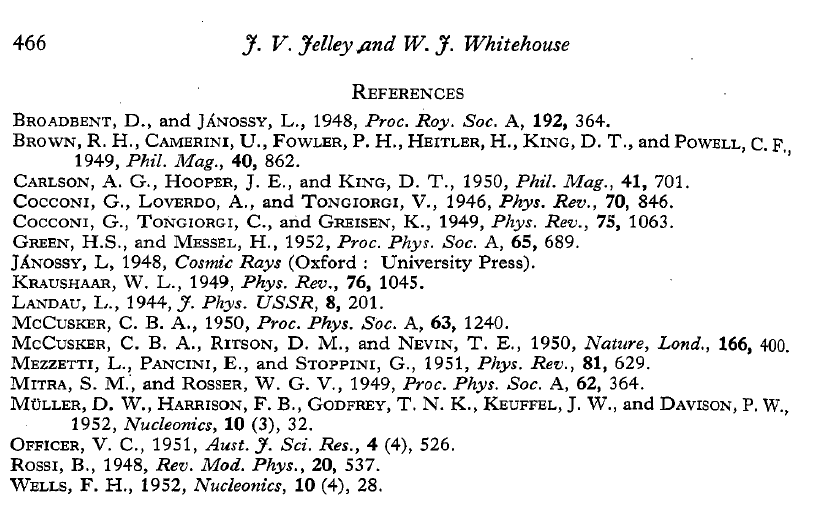 466 J. V. Jelley and W. J. Whitehouse
REFERENCES
BROADBENT, D., and JÁNOSSY, L., 1948, Proc. Roy. Soc. A, 192, 364.
BROWN, R. H., CAMERINI, U., FOWLER, P. H., HEITLER, H., KING, D. T., and POWELL, C. F.,
1949, Phil. Mag., 40, 862.
CARLSON, A. G., HOOPER, J. E., and KING, D. T., 1950, Phil. Mag., 41, 701.
COCCONI, G., LOVERDO, A., and TONGIORGI, V., 1946, Phys. Rev., 70, 846.
COCCONI, G., TONGIORGI, C., and GREISEN, K., 1949, Phys. Rev., 75, 1063.
GREEN, H.S., and MESSEL, H., 1952, Proc. Phys. Soc. A, 65, 689.
JÁNOSSY, L, 1948, Cosmic Rays (Oxford : University Press).
KRAUSHAAR, W. L., 1949, Phys. Rev., 76, 1045.
LANDAU, L., 1944, J. Phys. USSR, 8, 201.
MCCUSKER, C. B. A., 1950, Proc. Phys. Soc. A, 63, 1240.
MCCUSKER, C. B. A., RITSON, D. M., and NEVIN, T. E., 1950, Nature, Lond., 166, 400.
MEZZETTI, L., PANCINI, E., and STOPPINI, G., 1951, Phys. Rev., 81, 629.
MITRA, S. M., and ROSSER, W. G. V., 1949, Proc. Phys. Soc. A, 62, 364.
MÜLLER, D. W., HARRISON, F. B., GODFREY, T. N. K., KEUFFEL, J. W., and DAVISON, P. W.,
1952, Nucleonics, 10 (3), 32.
OFFICER, V. C., 1951, Aust. J. Sci. Res., 4 (4), 526.
ROSSI, B., 1948, Rev. Mod. Phys., 20, 537.
WELLS, F. H., 1952, Nucleonics, 10 (4), 28.